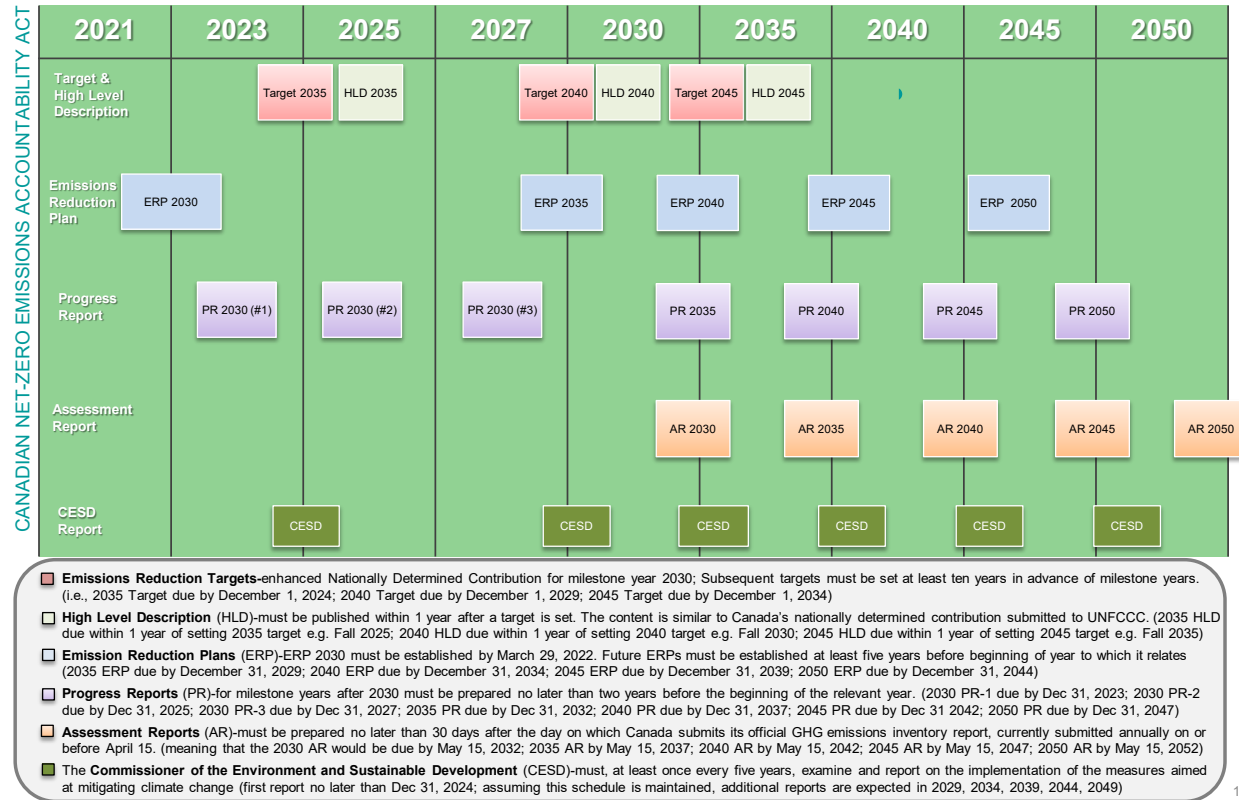 CANADIAN NET-ZERO EMISSIONS ACCOUNTABILITY ACT
2021 2023 2025 2027 2030 2035 2040 2045 2050
Target &
High Level
Description
Target 2035 HLD 2035 Target 2040 HLD 2040 Target 2045 HLD 2045
Emissions
Reduction
Plan
ERP 2030 ERP 2035 ERP 2040 ERP 2045 ERP 2050
Progress
Report
PR 2030 (#1) PR 2030 (#2) PR 2030 (#3) PR 2035 PR 2040 PR 2045 PR 2050
Assessment
Report
AR 2030 AR 2035 AR 2040 AR 2045 AR 2050
CESD
Report
CESD CESD CESD CESD CESD CESD
Emissions Reduction Targets-enhanced Nationally Determined Contribution for milestone year 2030; Subsequent targets must be set at least ten years in advance of milestone years.
(i.e., 2035 Target due by December 1, 2024; 2040 Target due by December 1, 2029; 2045 Target due by December 1, 2034)
High Level Description (HLD)-must be published within 1 year after a target is set. The content is similar to Canada's nationally determined contribution submitted to UNFCCC. (2035 HLD
due within 1 year of setting 2035 target e.g. Fall 2025; 2040 HLD due within 1 year of setting 2040 target e.g. Fall 2030; 2045 HLD due within 1 year of setting 2045 target e.g. Fall 2035)
Emission Reduction Plans (ERP)-ERP 2030 must be established by March 29, 2022. Future ERPs must be established at least five years before beginning of year to which it relates
(2035 ERP due by December 31, 2029; 2040 ERP due by December 31, 2034; 2045 ERP due by December 31, 2039; 2050 ERP due by December 31, 2044)
Progress Reports (PR)-for milestone years after 2030 must be prepared no later than two years before the beginning of the relevant year. (2030 PR-1 due by Dec 31, 2023; 2030 PR-2
due by Dec 31, 2025; 2030 PR-3 due by Dec 31, 2027; 2035 PR due by Dec 31, 2032; 2040 PR due by Dec 31, 2037; 2045 PR due by Dec 31 2042; 2050 PR due by Dec 31, 2047)
Assessment Reports (AR)-must be prepared no later than 30 days after the day on which Canada submits its official GHG emissions inventory report, currently submitted annually on or
before April 15. (meaning that the 2030 AR would be due by May 15, 2032; 2035 AR by May 15, 2037; 2040 AR by May 15, 2042; 2045 AR by May 15, 2047; 2050 AR by May 15, 2052)
The Commissioner of the Environment and Sustainable Development (CESD)-must, at least once every five years, examine and report on the implementation of the measures aimed
at mitigating climate change (first report no later than Dec 31, 2024; assuming this schedule is maintained, additional reports are expected in 2029, 2034, 2039, 2044, 2049)
1